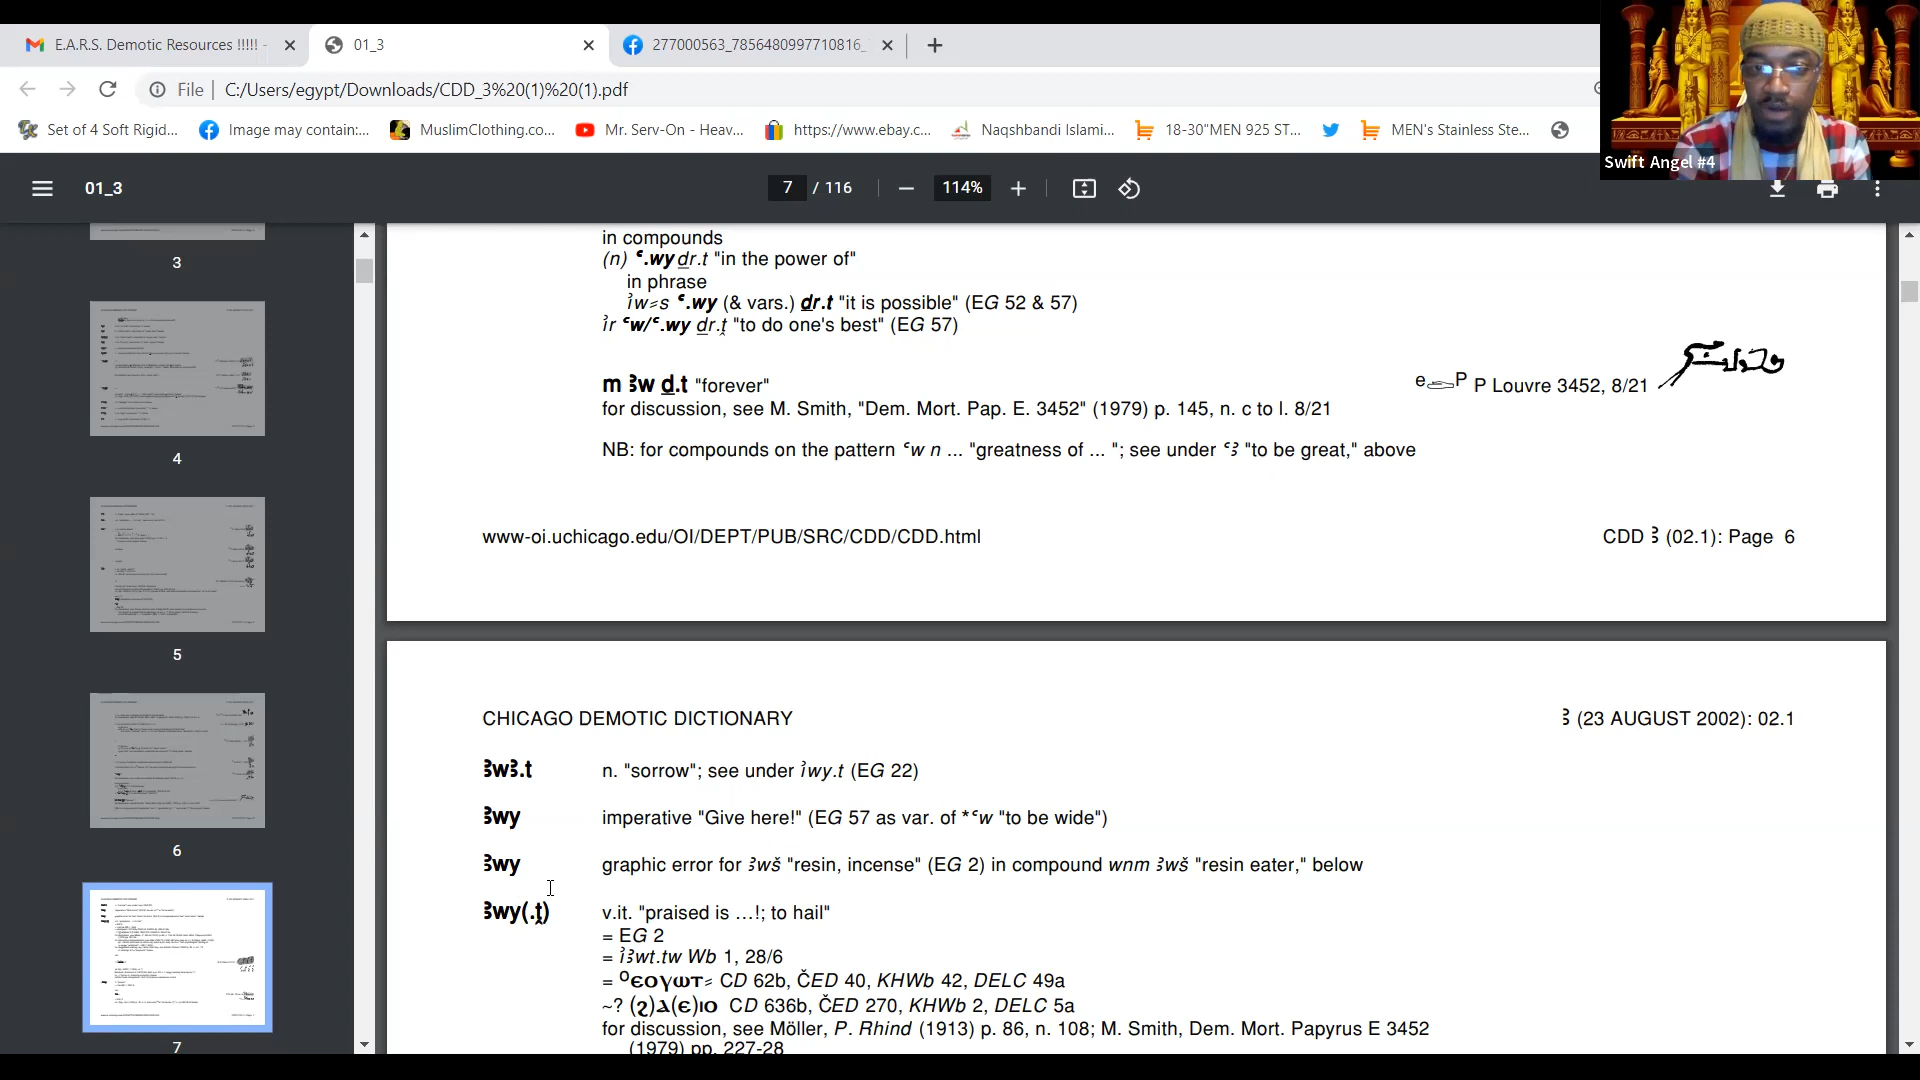 E.A.R.S. Demotic Resources !!!!! -
01_3
277000563_7856480997710816_
File
C:/Users/egypt/Downloads/CDD_3%20(1)%20(1).pdf
Set of 4 Soft Rigid...
Image may contain:...
MuslimClothing.co...
Mr. Serv-On - Heav...
https://www.ebay.c...
Naqshbandi Islami...
18-30"MEN 925 ST...
MEN's Stainless Ste...
Swift Angel #4
01_3
7 / 116
114%
3
4
5
6
7
in compounds
(n) ꜥ.wy ḏr.t "in the power of"
in phrase
ı͗w⸗s ꜥ.wy (& vars.) ḏr.t "it is possible" (EG 52 & 57)
ı͗r ꜥw/ꜥ.wy ḏr.ṱ "to do one's best" (EG 57)
m ꜣw ḏ.t "forever"
e P P Louvre 3452, 8/21
for discussion, see M. Smith, "Dem. Mort. Pap. E. 3452" (1979) p. 145, n. c to l. 8/21
NB: for compounds on the pattern ꜥw n ... "greatness of ... "; see under ꜥꜣ "to be great," above
www-oi.uchicago.edu/OI/DEPT/PUB/SRC/CDD/CDD.html
CDD ꜣ (02.1): Page 6
CHICAGO DEMOTIC DICTIONARY
ꜣ (23 AUGUST 2002): 02.1
ꜣwꜣ.t n. "sorrow"; see under ı͗wy.t (EG 22)
ꜣwy imperative "Give here!" (EG 57 as var. of *ꜥw "to be wide")
ꜣwy graphic error for ꜣwš "resin, incense" (EG 2) in compound wnm ꜣwš "resin eater," below
ꜣwy(.ṱ) v.it. "praised is ...!; to hail"
= EG 2
= ı͗ꜣwt.tw Wb 1, 28/6
= ᴼⲉⲟⲩⲱⲧ⸗ CD 62b, ČED 40, KHWb 42, DELC 49a
~? (ϩ)ⲁ(ⲉ)ⲓⲟ CD 636b, ČED 270, KHWb 2, DELC 5a
for discussion, see Möller, P. Rhind (1913) p. 86, n. 108; M. Smith, Dem. Mort. Papyrus E 3452
(1979) pp. 227-28